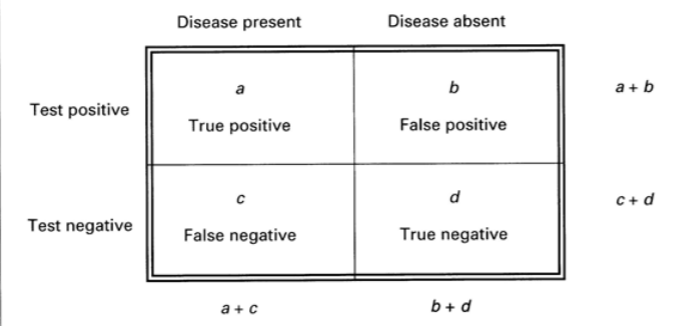 Disease present Disease absent
a b a + b
Test positive
True positive False positive
c d c + d
Test negative
False negative True negative
a + c b + d